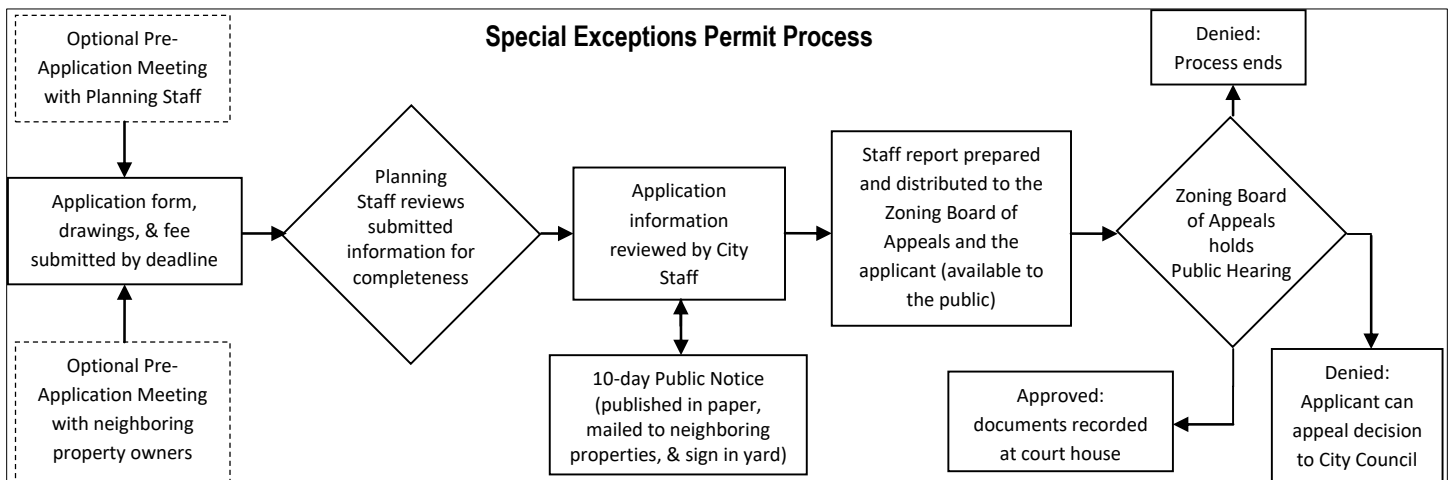 Special Exceptions Permit Process
Optional Pre-
Application Meeting
with Planning Staff
Application form,
drawings, & fee
submitted by deadline
Optional Pre-
Application Meeting
with neighboring
property owners
Planning
Staff reviews
submitted
information for
completeness
Application
information
reviewed by City
Staff
10-day Public Notice
(published in paper,
mailed to neighboring
properties, & sign in yard)
Staff report prepared
and distributed to the
Zoning Board of
Appeals and the
applicant (available to
the public)
Zoning Board
of Appeals
holds
Public Hearing
Denied:
Process ends
Approved:
documents recorded
at court house
Denied:
Applicant can
appeal decision
to City Council